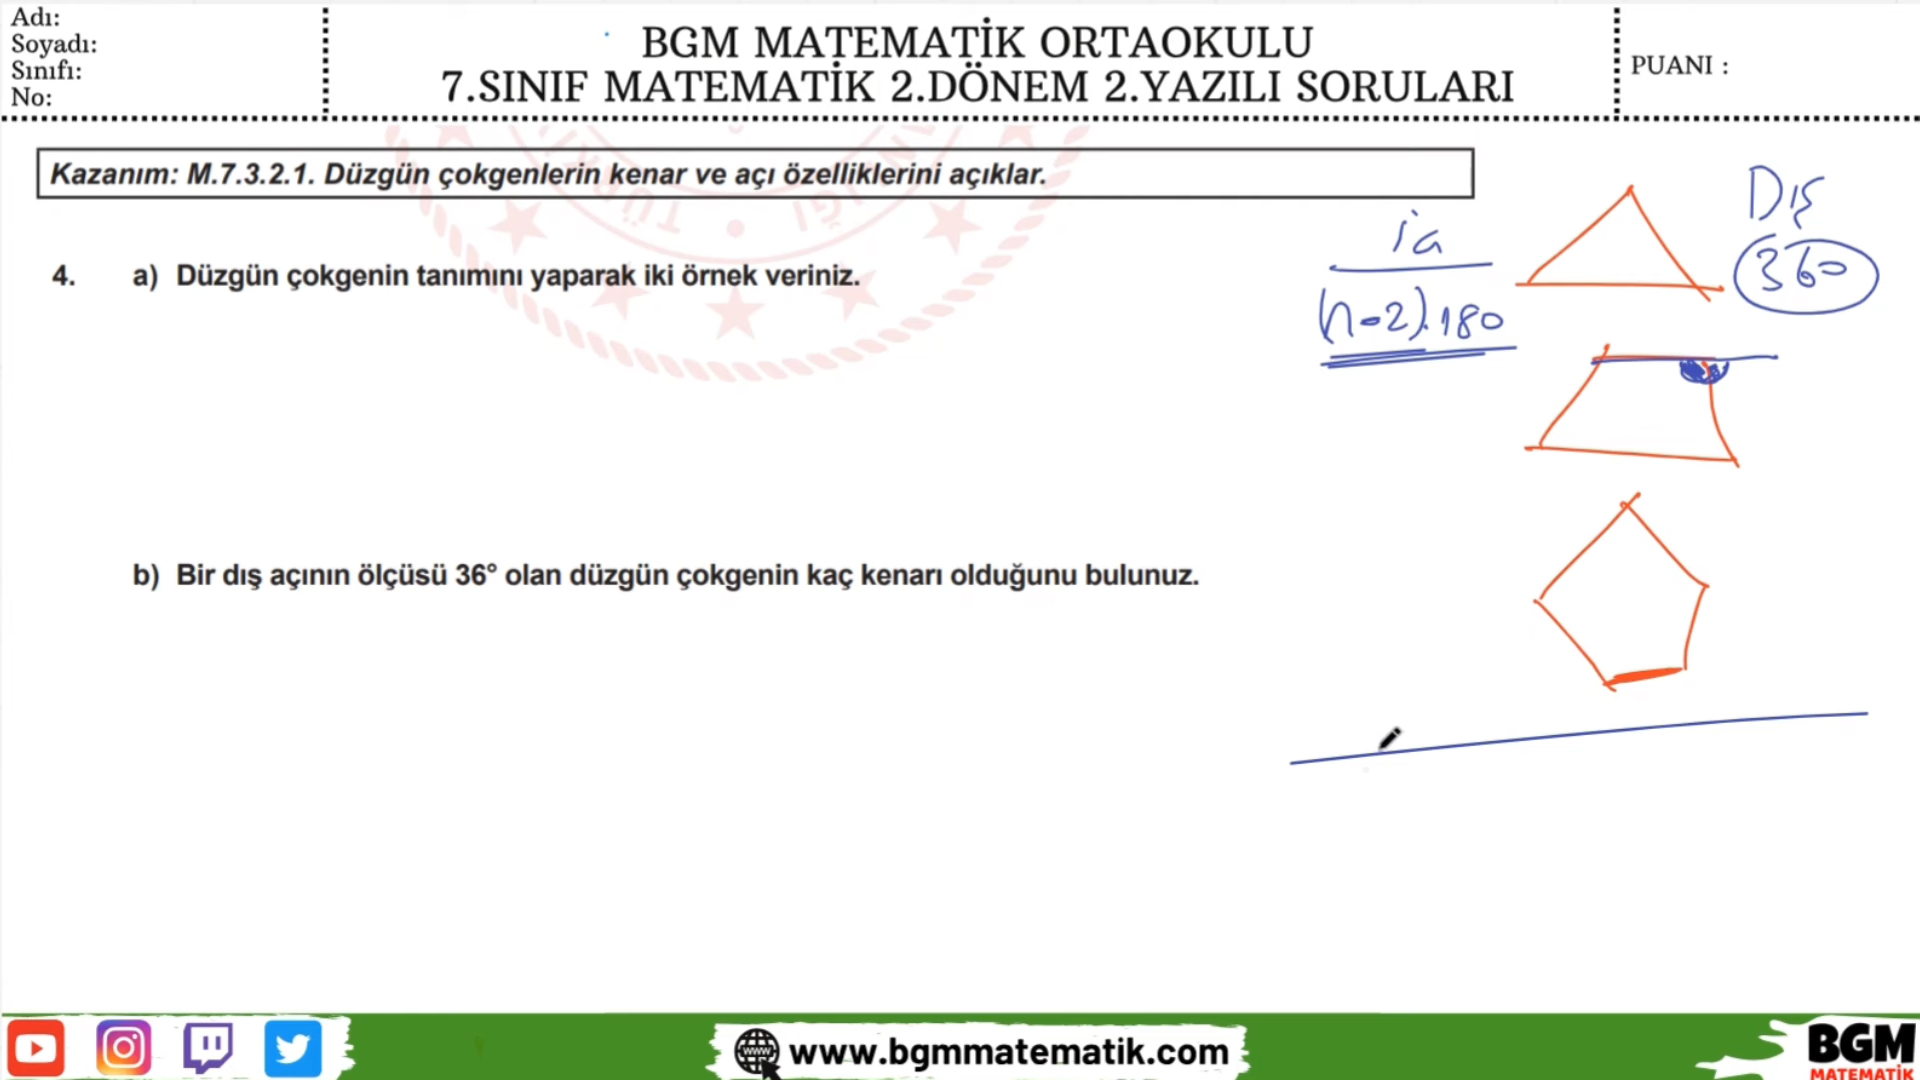 Adı:
Soyadı:
Sınıfı:
No:
BGM MATEMATİK ORTAOKULU
7.SINIF MATEMATİK 2.DÖNEM 2.YAZILI SORULARI
PUANI :
Kazanım: M.7.3.2.1. Düzgün çokgenlerin kenar ve açı özelliklerini açıklar.
4. a) Düzgün çokgenin tanımını yaparak iki örnek veriniz.
Dış
360
(n-2).180
b) Bir dış açının ölçüsü 36° olan düzgün çokgenin kaç kenarı olduğunu bulunuz.
www.bgmmatematik.com
BGM
MATEMATİK